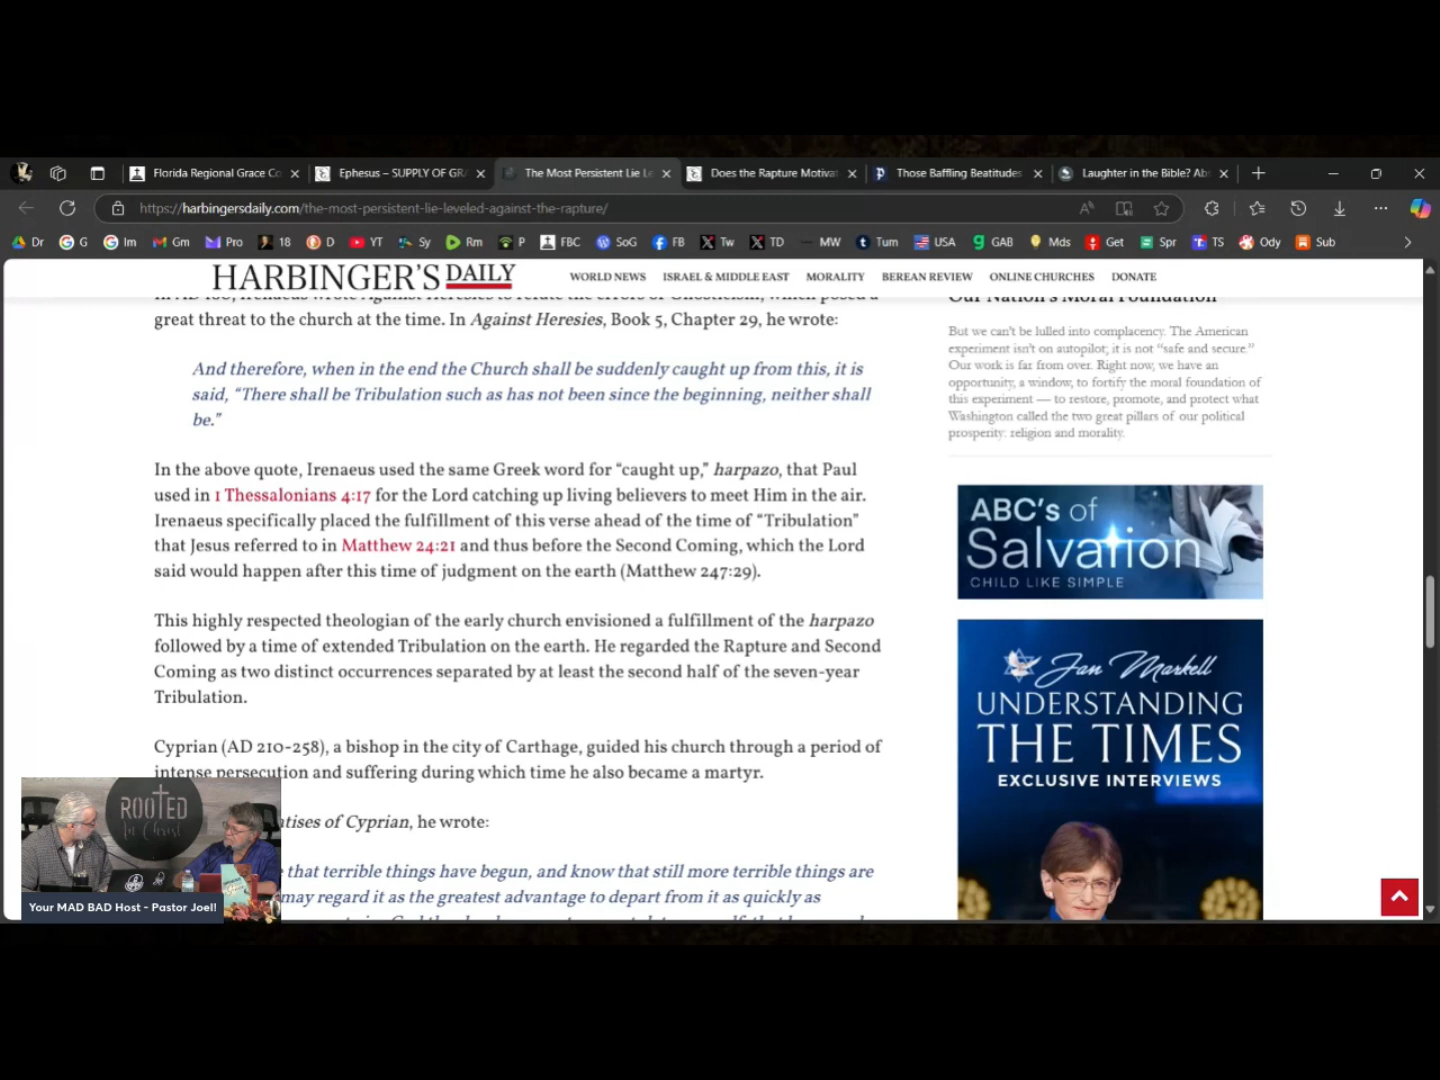 Florida Regional Grace Co
Ephesus – SUPPLY OF GRA
The Most Persistent Lie Le
Does the Rapture Motivat
Those Baffling Beatitudes
Laughter in the Bible? Ab
https://harbingersdaily.com/the-most-persistent-lie-leveled-against-the-rapture/
Dr G Im Gm Pro 18 D YT Sy Rm P FBC SoG FB Tw TD MW Tum USA GAB Mds Get Spr TS Ody Sub
HARBINGER'S DAILY
WORLD NEWS ISRAEL & MIDDLE EAST MORALITY BEREAN REVIEW ONLINE CHURCHES DONATE
great threat to the church at the time. In Against Heresies, Book 5, Chapter 29, he wrote:
And therefore, when in the end the Church shall be suddenly caught up from this, it is
said, “There shall be Tribulation such as has not been since the beginning, neither shall
be.”
In the above quote, Irenaeus used the same Greek word for “caught up,” harpazo, that Paul
used in 1 Thessalonians 4:17 for the Lord catching up living believers to meet Him in the air.
Irenaeus specifically placed the fulfillment of this verse ahead of the time of “Tribulation”
that Jesus referred to in Matthew 24:21 and thus before the Second Coming, which the Lord
said would happen after this time of judgment on the earth (Matthew 247:29).
This highly respected theologian of the early church envisioned a fulfillment of the harpazo
followed by a time of extended Tribulation on the earth. He regarded the Rapture and Second
Coming as two distinct occurrences separated by at least the second half of the seven-year
Tribulation.
Cyprian (AD 210-258), a bishop in the city of Carthage, guided his church through a period of
intense persecution and suffering during which time he also became a martyr.
tises of Cyprian, he wrote:
that terrible things have begun, and know that still more terrible things are
may regard it as the greatest advantage to depart from it as quickly as
Our Nation's Moral Foundation
But we can't be lulled into complacency. The American
experiment isn't on autopilot; it is not “safe and secure.”
Our work is far from over. Right now, we have an
opportunity, a window, to fortify the moral foundation of
this experiment — to restore, promote, and protect what
Washington called the two great pillars of our political
prosperity: religion and morality.
ABC's of
Salvation
CHILD LIKE SIMPLE
Jan Markell
UNDERSTANDING
THE TIMES
EXCLUSIVE INTERVIEWS
ROOTED
In Christ
Your MAD BAD Host - Pastor Joel!